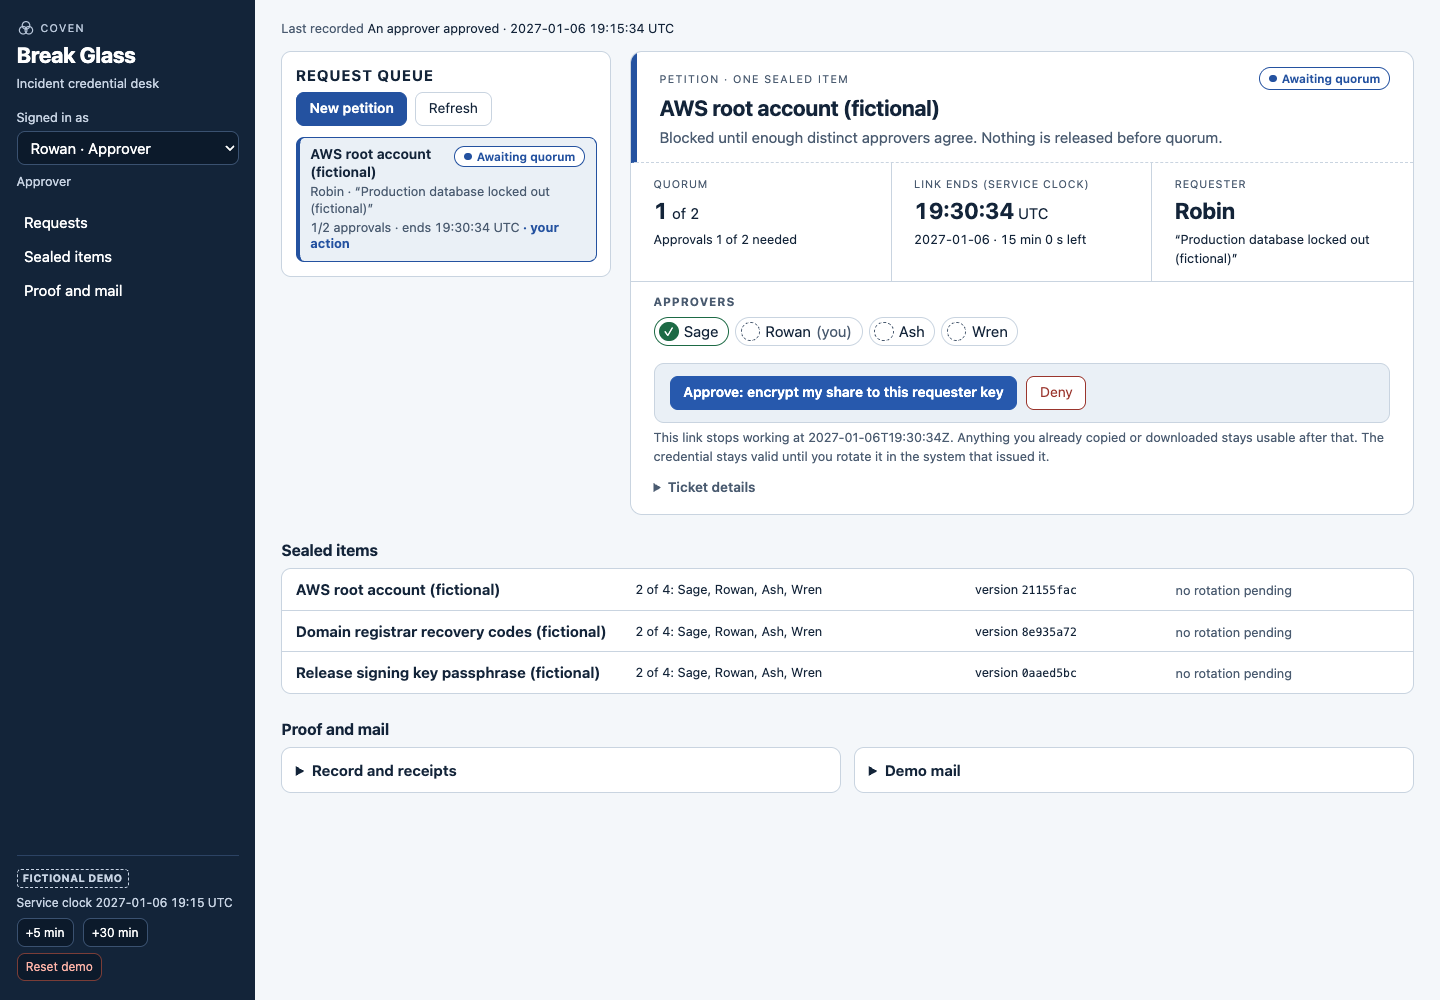 COVEN
Break Glass
Incident credential desk
Signed in as
Rowan · Approver
Approver
Requests
Sealed items
Proof and mail
FICTIONAL DEMO
Service clock 2027-01-06 19:15 UTC
+5 min
+30 min
Reset demo
Last recorded An approver approved · 2027-01-06 19:15:34 UTC
REQUEST QUEUE
New petition
Refresh
AWS root account
(fictional)
Awaiting quorum
Robin · “Production database locked out
(fictional)”
1/2 approvals · ends 19:30:34 UTC · your
action
PETITION · ONE SEALED ITEM
Awaiting quorum
AWS root account (fictional)
Blocked until enough distinct approvers agree. Nothing is released before quorum.
QUORUM
1 of 2
Approvals 1 of 2 needed
LINK ENDS (SERVICE CLOCK)
19:30:34 UTC
2027-01-06 · 15 min 0 s left
REQUESTER
Robin
“Production database locked out
(fictional)”
APPROVERS
Sage
Rowan (you)
Ash
Wren
Approve: encrypt my share to this requester key
Deny
This link stops working at 2027-01-06T19:30:34Z. Anything you already copied or downloaded stays usable after that. The
credential stays valid until you rotate it in the system that issued it.
Ticket details
Sealed items
AWS root account (fictional) 2 of 4: Sage, Rowan, Ash, Wren version 21155fac no rotation pending
Domain registrar recovery codes (fictional) 2 of 4: Sage, Rowan, Ash, Wren version 8e935a72 no rotation pending
Release signing key passphrase (fictional) 2 of 4: Sage, Rowan, Ash, Wren version 0aaed5bc no rotation pending
Proof and mail
Record and receipts
Demo mail